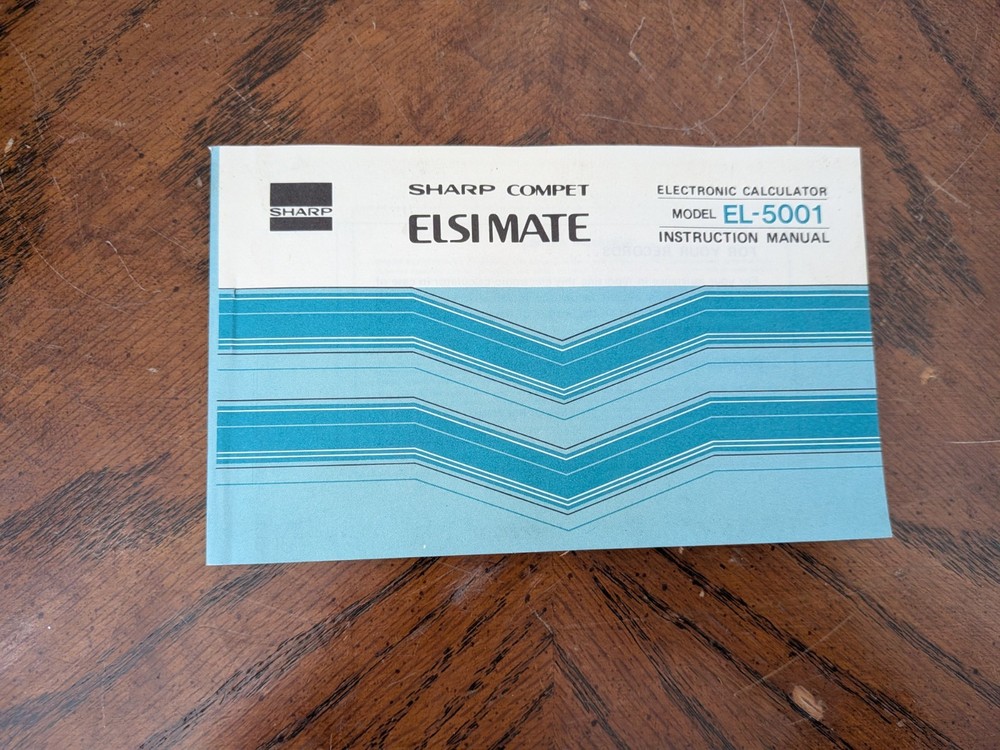 SHARP
SHARP COMPET
ELSI MATE
ELECTRONIC CALCULATOR
MODEL EL-5001
INSTRUCTION MANUAL